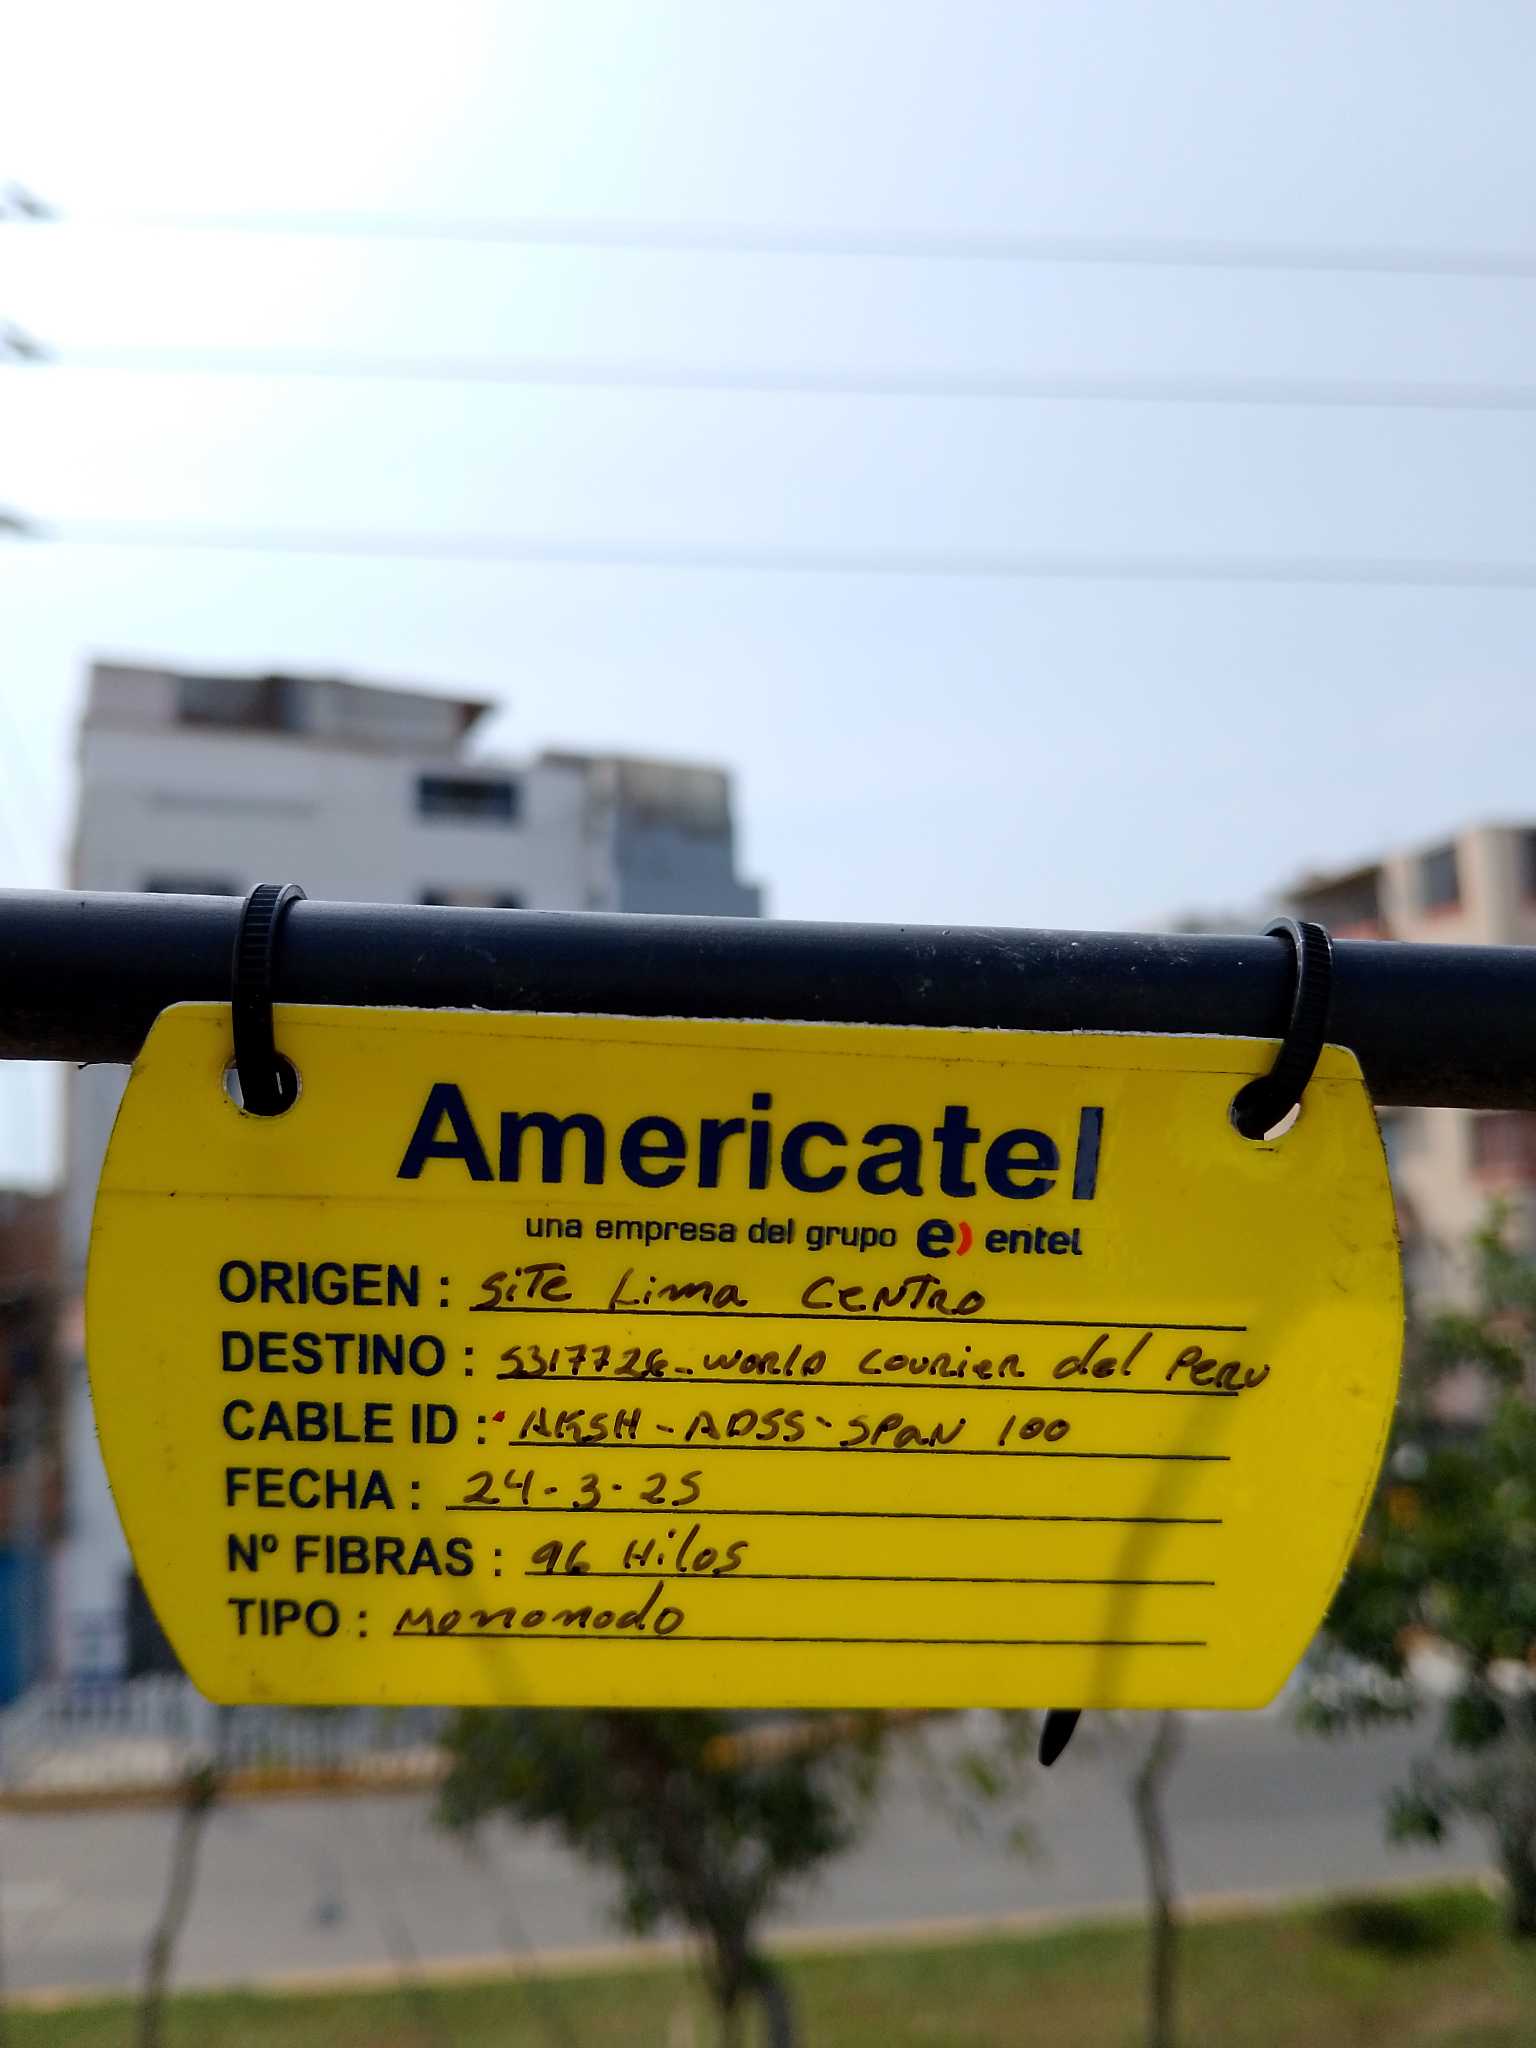 Americatel
una empresa del grupo e) entel
ORIGEN : SiTe Lima CeNTRO
DESTINO : 5317726-WORLD COURIER del PERU
CABLE ID : AKSH-ADSS-SPaN 100
FECHA : 24-3-25
Nº FIBRAS : 96 Hilos
TIPO : Monomodo